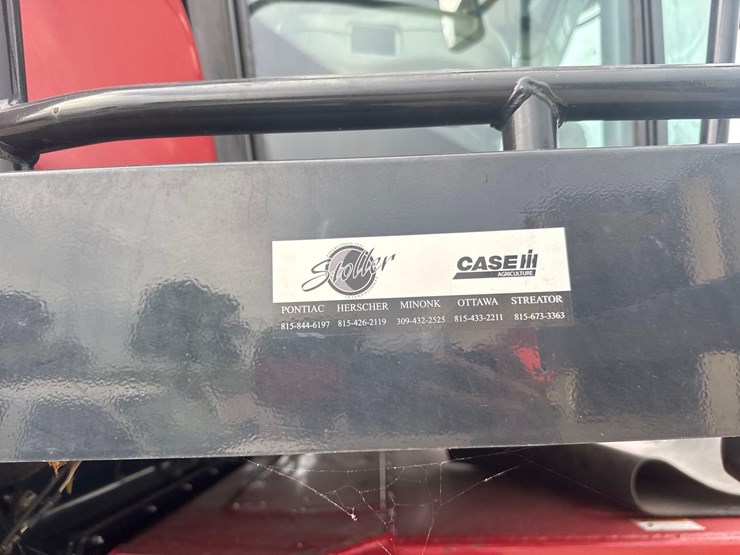 Stoller
CASE IH
AGRICULTURE
PONTIAC HERSCHER MINONK OTTAWA STREATOR
815-844-6197 815-426-2119 309-432-2525 815-433-2211 815-673-3363